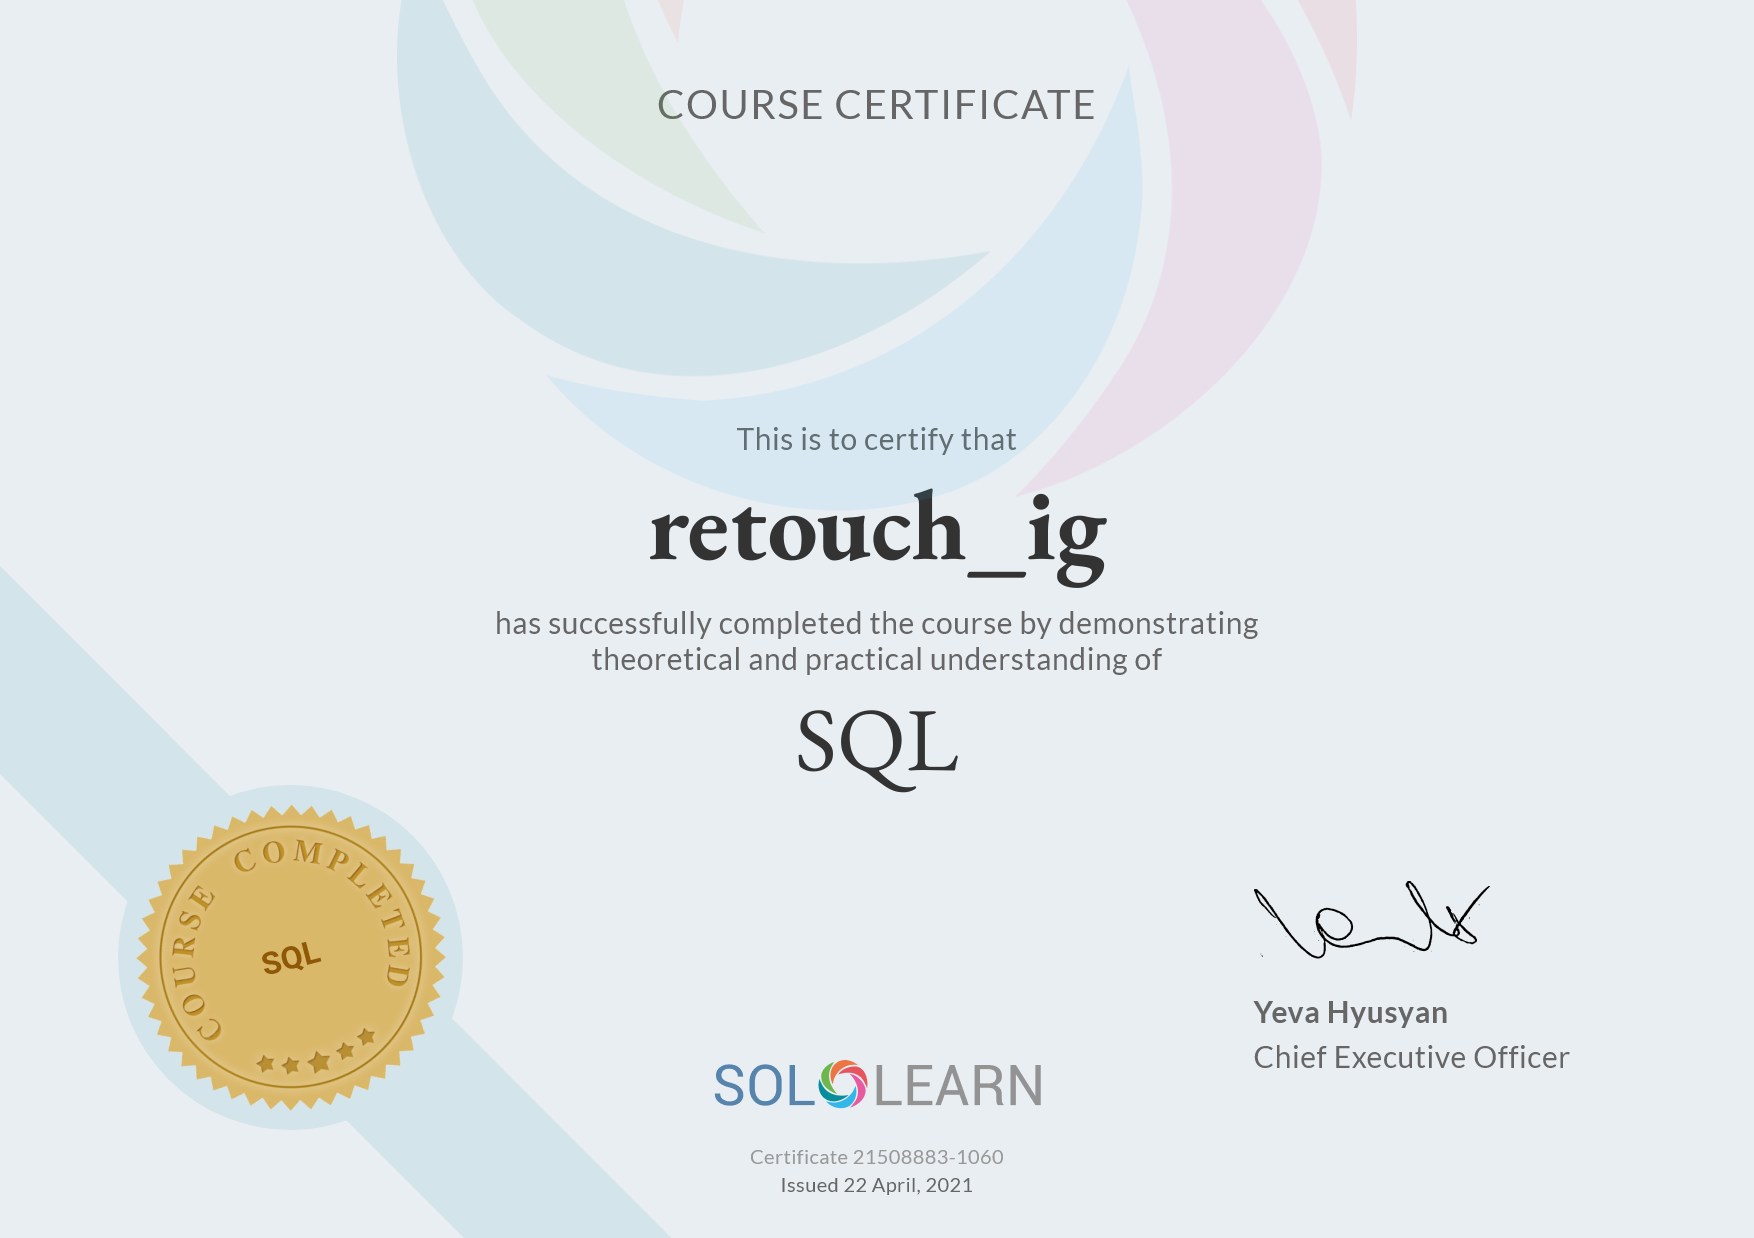 COURSE CERTIFICATE
This is to certify that
retouch_ig
has successfully completed the course by demonstrating
theoretical and practical understanding of
SQL
COURSE COMPLETED
SQL
Yeva Hyusyan
Chief Executive Officer
SOLOLEARN
Certificate 21508883-1060
Issued 22 April, 2021